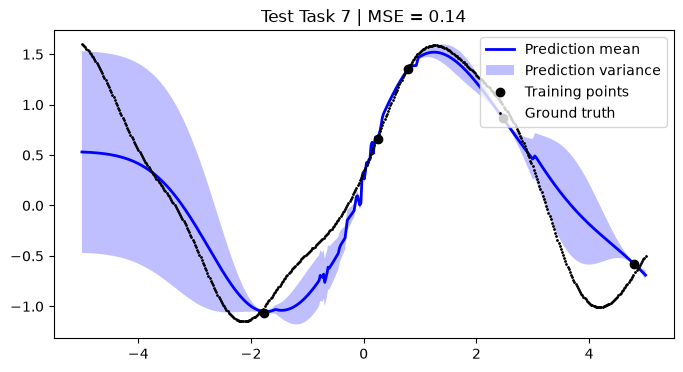 Test Task 7 | MSE = 0.14
Prediction mean
Prediction variance
Training points
Ground truth
1.5
1.0
0.5
0.0
−0.5
−1.0
−4
−2
0
2
4